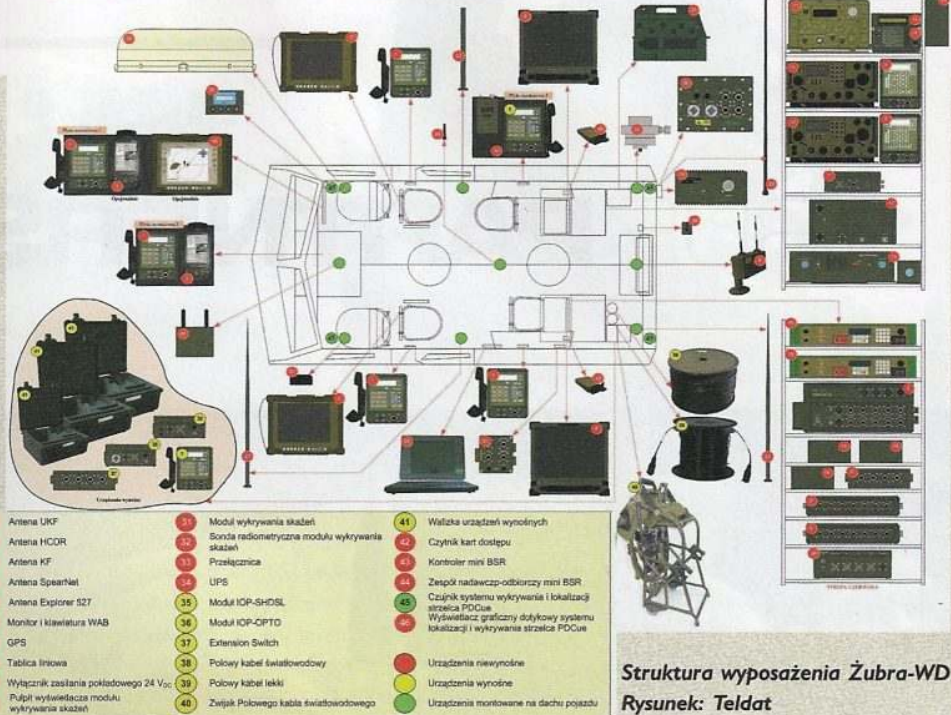 Opcjonalnie
Opcjonalnie
Urządzenia wynośne
Antena UKF
Antena HCOR
Antena KF
Antena SpearNet
Antena Explorer 527
Monitor i klawiatura WAB
GPS
Tablica liniowa
Wyłącznik zasilania pokładowego 24 VDC
Pulpit wyświetlacza modułu
wykrywania skażeń
31 Moduł wykrywania skażeń
32 Sonda radiometryczna modułu wykrywania
skażeń
33 Przełącznica
34 UPS
35 Moduł IOP-SHDSL
36 Moduł IOP-OPTO
37 Extension Switch
38 Polowy kabel światłowodowy
39 Polowy kabel lekki
40 Zwijak Polowego kabla światłowodowego
41 Walizka urządzeń wynośnych
42 Czytnik kart dostępu
43 Kontroler mini BSR
44 Zespół nadawczo-odbiorczy mini BSR
45 Czujnik systemu wykrywania i lokalizacji
strzelca PDCue
46 Wyświetlacz graficzny dotykowy systemu
lokalizacji i wykrywania strzelca PDCue
Urządzenia niewynośne
Urządzenia wynośne
Urządzenia montowane na dachu pojazdu
Struktura wyposażenia Żubra-WD
Rysunek: Teldat